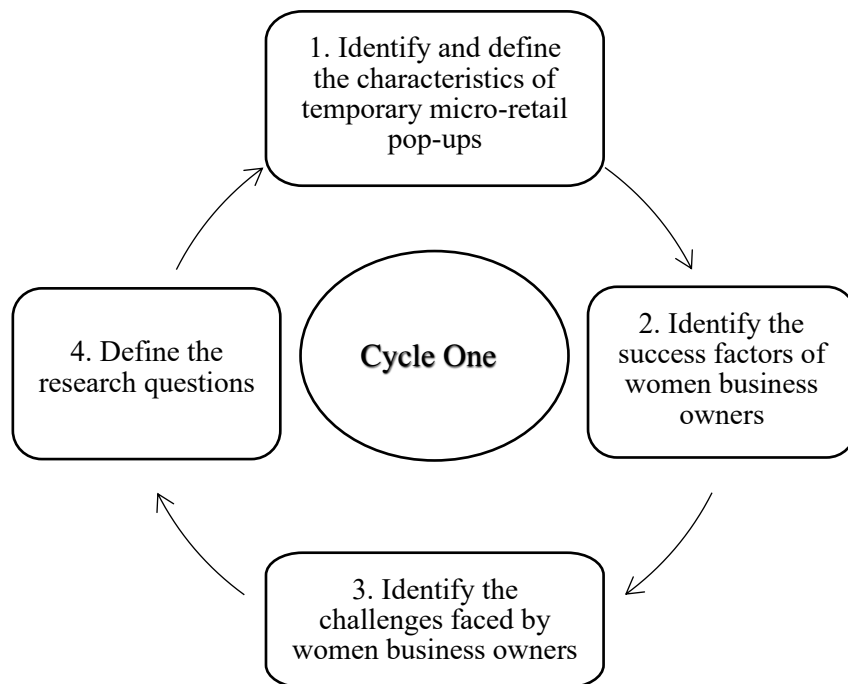 1. Identify and define
the characteristics of
temporary micro-retail
pop-ups
2. Identify the
success factors of
women business
owners
3. Identify the
challenges faced by
women business owners
4. Define the
research questions
Cycle One